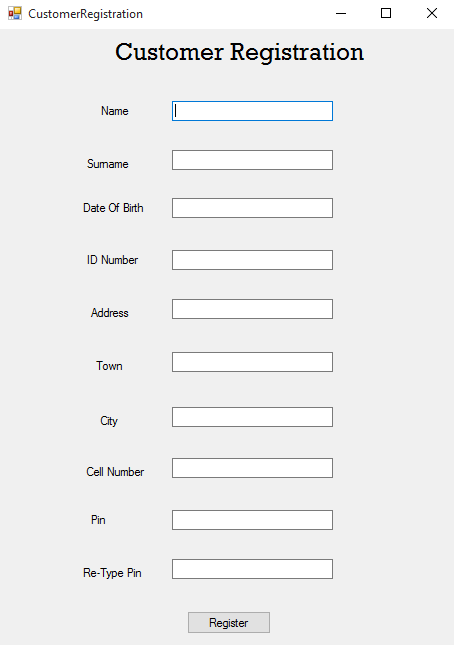 CustomerRegistration
Customer Registration
Name
Surname
Date Of Birth
ID Number
Address
Town
City
Cell Number
Pin
Re-Type Pin
Register